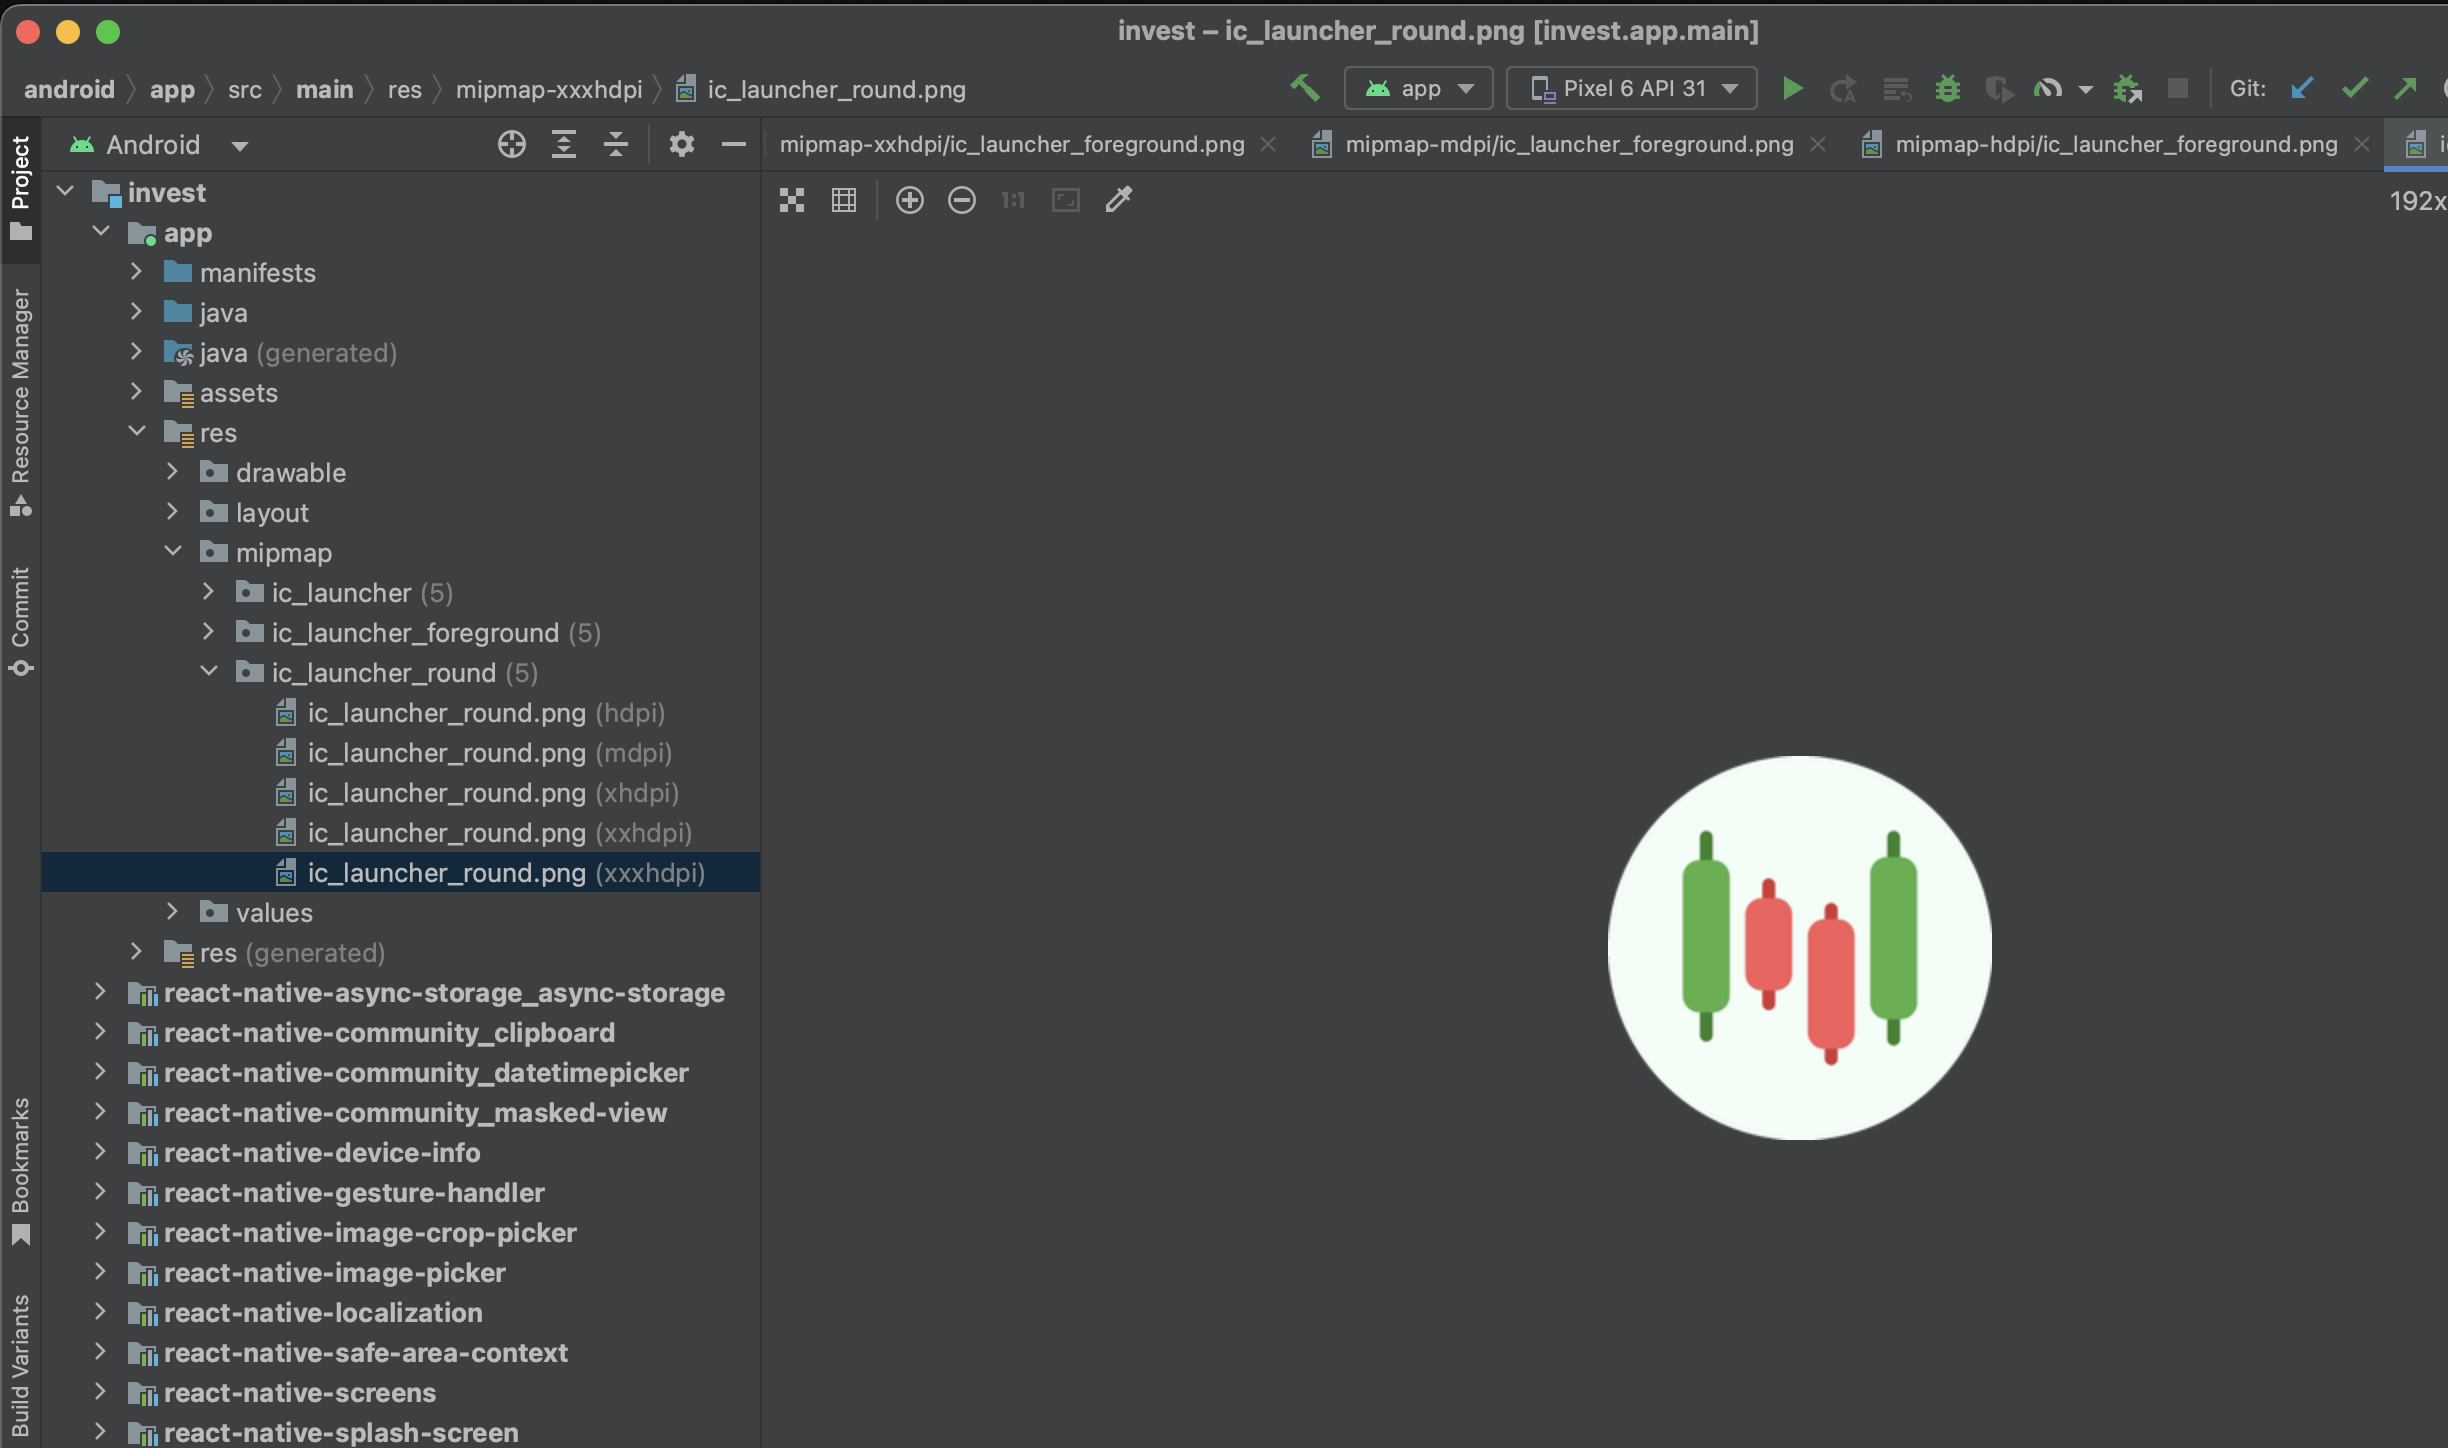 invest – ic_launcher_round.png [invest.app.main]
android app src main res mipmap-xxxhdpi ic_launcher_round.png
app Pixel 6 API 31 Git:
Project
Android
mipmap-xxhdpi/ic_launcher_foreground.png mipmap-mdpi/ic_launcher_foreground.png mipmap-hdpi/ic_launcher_foreground.png
1:1 192x
invest
app
manifests
java
java (generated)
assets
res
drawable
layout
mipmap
ic_launcher (5)
ic_launcher_foreground (5)
ic_launcher_round (5)
ic_launcher_round.png (hdpi)
ic_launcher_round.png (mdpi)
ic_launcher_round.png (xhdpi)
ic_launcher_round.png (xxhdpi)
ic_launcher_round.png (xxxhdpi)
values
res (generated)
react-native-async-storage_async-storage
react-native-community_clipboard
react-native-community_datetimepicker
react-native-community_masked-view
react-native-device-info
react-native-gesture-handler
react-native-image-crop-picker
react-native-image-picker
react-native-localization
react-native-safe-area-context
react-native-screens
react-native-splash-screen
Resource Manager
Commit
Bookmarks
Build Variants